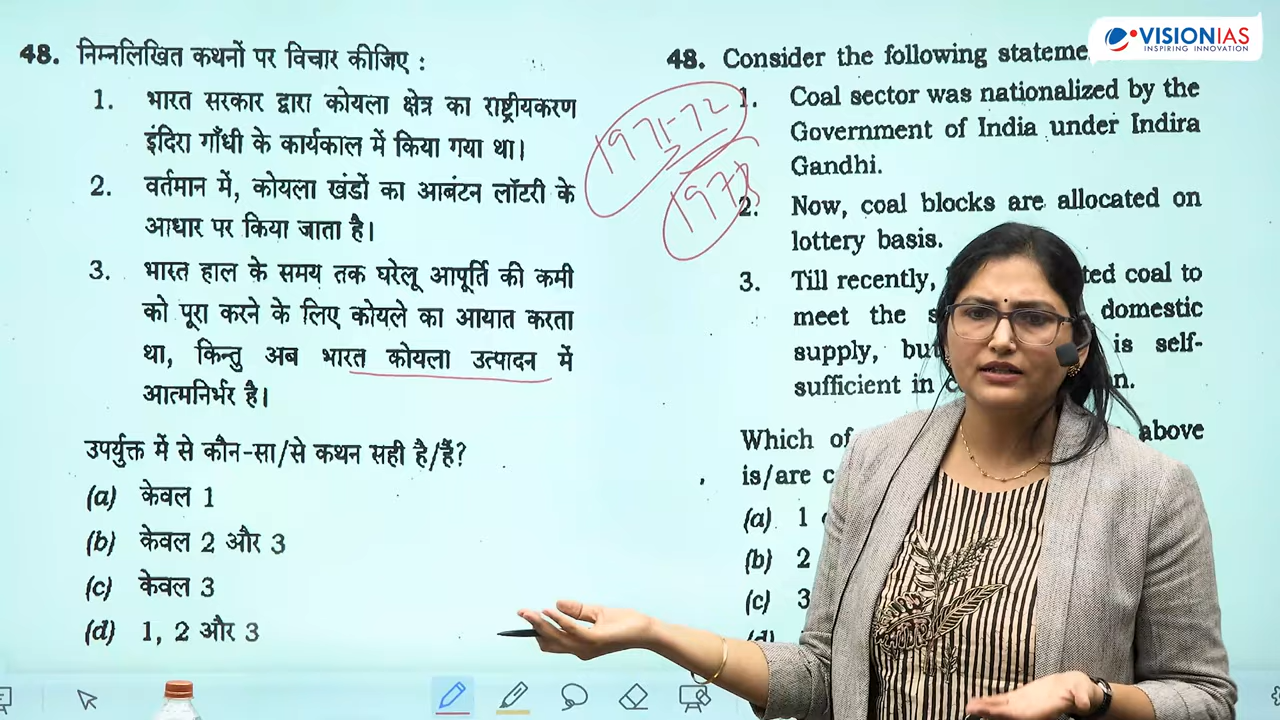 VISIONIAS
INSPIRING INNOVATION
48. निम्नलिखित कथनों पर विचार कीजिए :
1. भारत सरकार द्वारा कोयला क्षेत्र का राष्ट्रीयकरण
इंदिरा गाँधी के कार्यकाल में किया गया था।
2. वर्तमान में, कोयला खंडों का आबंटन लॉटरी के
आधार पर किया जाता है।
3. भारत हाल के समय तक घरेलू आपूर्ति की कमी
को पूरा करने के लिए कोयले का आयात करता
था, किन्तु अब भारत कोयला उत्पादन में
आत्मनिर्भर है।
उपर्युक्त में से कौन-सा/से कथन सही है/हैं?
(a) केवल 1
(b) केवल 2 और 3
(c) केवल 3
(d) 1, 2 और 3
1971-72
1973
48. Consider the following
1. Coal sector was nationalized by the
Government of India under Indira
Gandhi.
2. Now, coal blocks are allocated on
lottery basis.
3. Till recently, coal to
meet the domestic
supply, is self-
sufficient in
Which of above
is/are
(a) 1
(b) 2
(c) 3
(d)